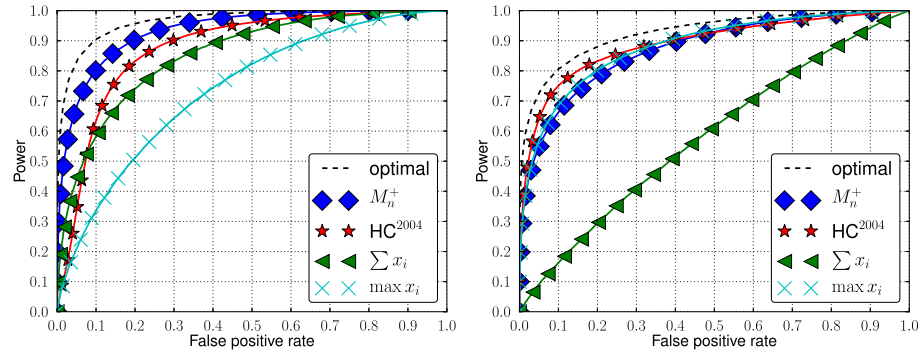 1.0
0.9
0.8
0.7
0.6
0.5
0.4
0.3
0.2
0.1
0.0
Power
optimal
$M_n^+$
HC$^{2004}$
$\sum x_i$
$\max x_i$
0.0 0.1 0.2 0.3 0.4 0.5 0.6 0.7 0.8 0.9 1.0
False positive rate
1.0
0.9
0.8
0.7
0.6
0.5
0.4
0.3
0.2
0.1
0.0
Power
optimal
$M_n^+$
HC$^{2004}$
$\sum x_i$
$\max x_i$
0.0 0.1 0.2 0.3 0.4 0.5 0.6 0.7 0.8 0.9 1.0
False positive rate